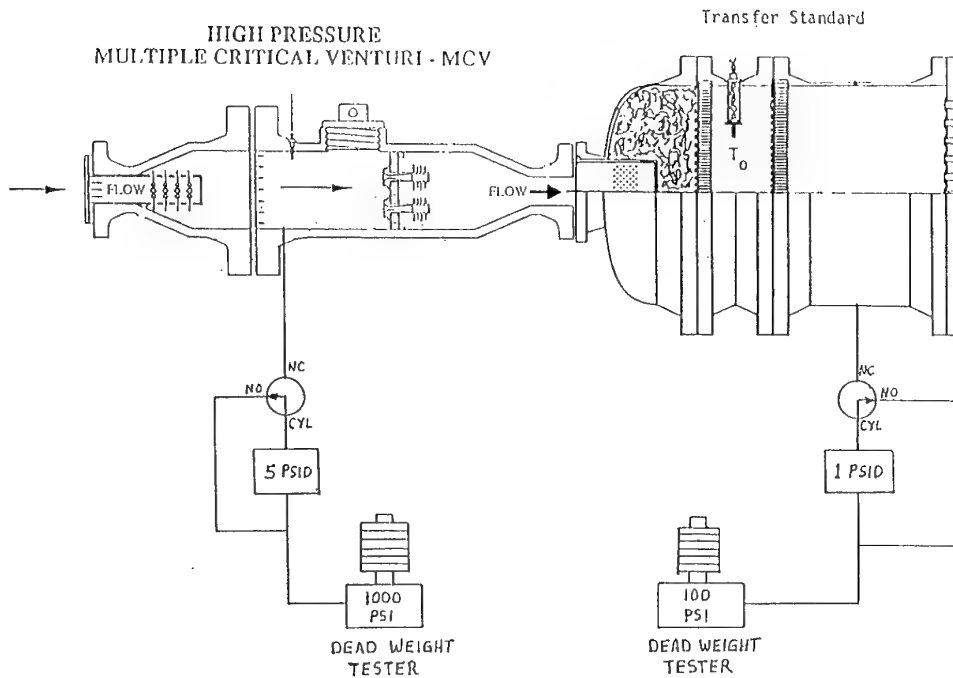 Transfer Standard
HIGH PRESSURE
MULTIPLE CRITICAL VENTURI - MCV
FLOW
FLOW
To
NC
NO
CYL
5 PSID
1000
PSI
DEAD WEIGHT
TESTER
NC
NO
CYL
1 PSID
100
PSI
DEAD WEIGHT
TESTER